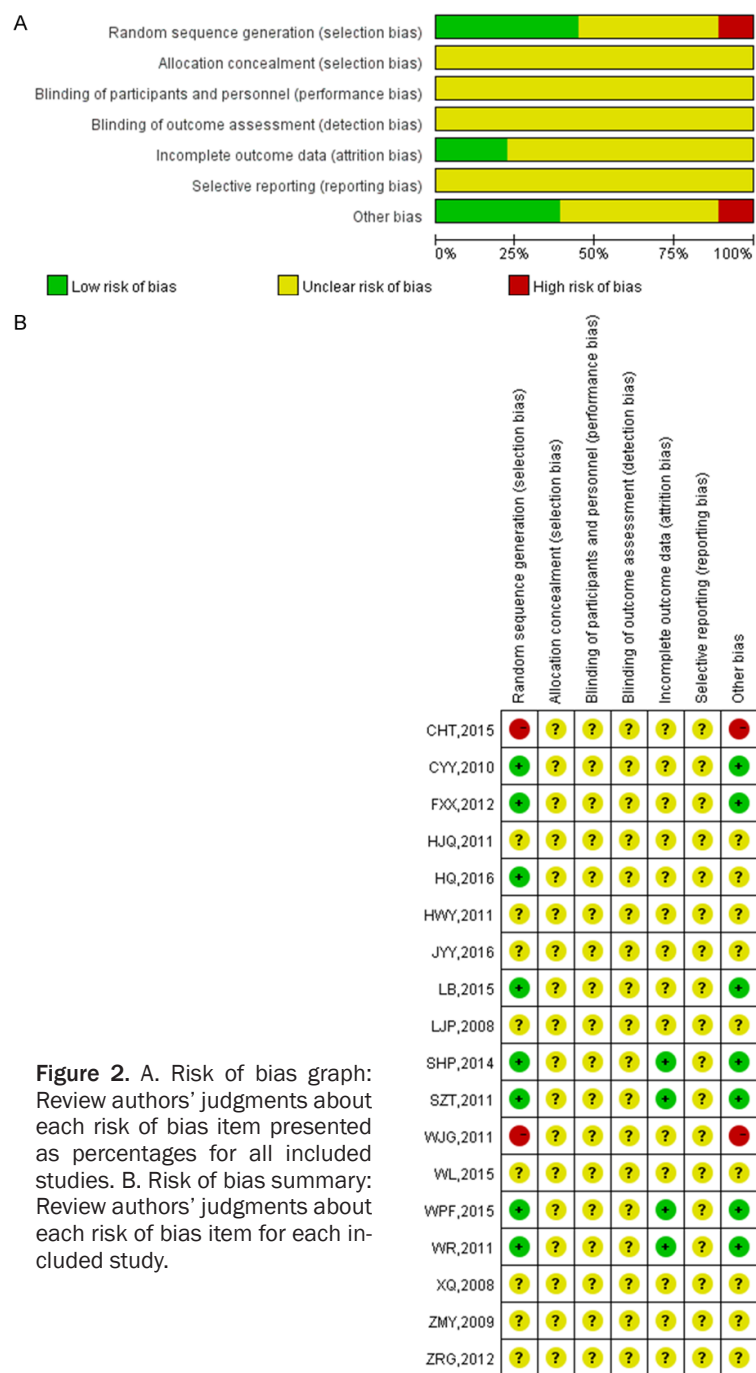 A
Random sequence generation (selection bias)
Allocation concealment (selection bias)
Blinding of participants and personnel (performance bias)
Blinding of outcome assessment (detection bias)
Incomplete outcome data (attrition bias)
Selective reporting (reporting bias)
Other bias
0% 25% 50% 75% 100%
Low risk of bias Unclear risk of bias High risk of bias
B
Random sequence generation (selection bias)
Allocation concealment (selection bias)
Blinding of participants and personnel (performance bias)
Blinding of outcome assessment (detection bias)
Incomplete outcome data (attrition bias)
Selective reporting (reporting bias)
Other bias
CHT,2015 - ? ? ? ? ? -
CYY,2010 + ? ? ? ? ? +
FXX,2012 + ? ? ? ? ? +
HJQ,2011 ? ? ? ? ? ? ?
HQ,2016 + ? ? ? ? ? ?
HWY,2011 ? ? ? ? ? ? ?
JYY,2016 ? ? ? ? ? ? ?
LB,2015 + ? ? ? ? ? +
LJP,2008 ? ? ? ? ? ? ?
SHP,2014 + ? ? ? + ? +
SZT,2011 + ? ? ? + ? +
WJG,2011 - ? ? ? ? ? -
WL,2015 ? ? ? ? ? ? ?
WPF,2015 + ? ? ? + ? +
WR,2011 + ? ? ? + ? +
XQ,2008 ? ? ? ? ? ? ?
ZMY,2009 ? ? ? ? ? ? ?
ZRG,2012 ? ? ? ? ? ? ?
Figure 2. A. Risk of bias graph:
Review authors' judgments about
each risk of bias item presented
as percentages for all included
studies. B. Risk of bias summary:
Review authors' judgments about
each risk of bias item for each in-
cluded study.